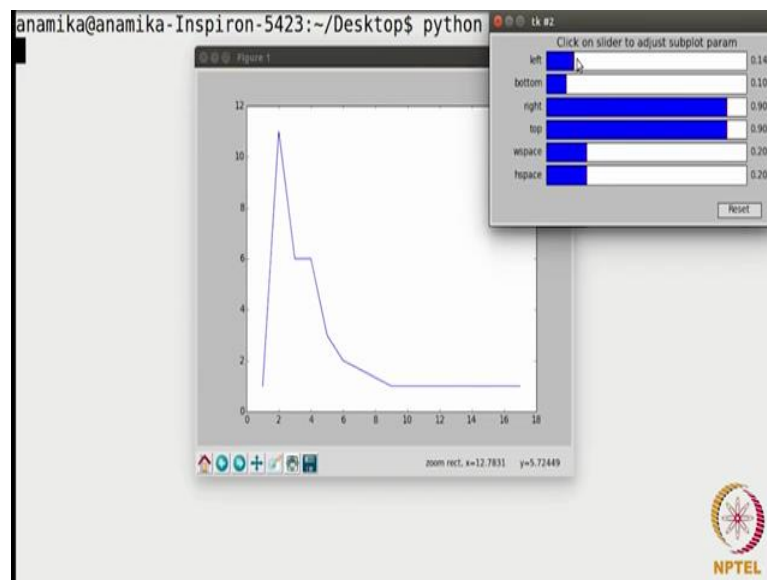 anamika@anamika-Inspiron-5423:~/Desktop$ python
tk #2
Click on slider to adjust subplot param
left 0.14
bottom 0.10
right 0.90
top 0.90
wspace 0.20
hspace 0.20
Reset
Figure 1
12
10
8
6
4
2
0
0 2 4 6 8 10 12 14 16 18
zoom rect, x=12.7831 y=5.72449
NPTEL